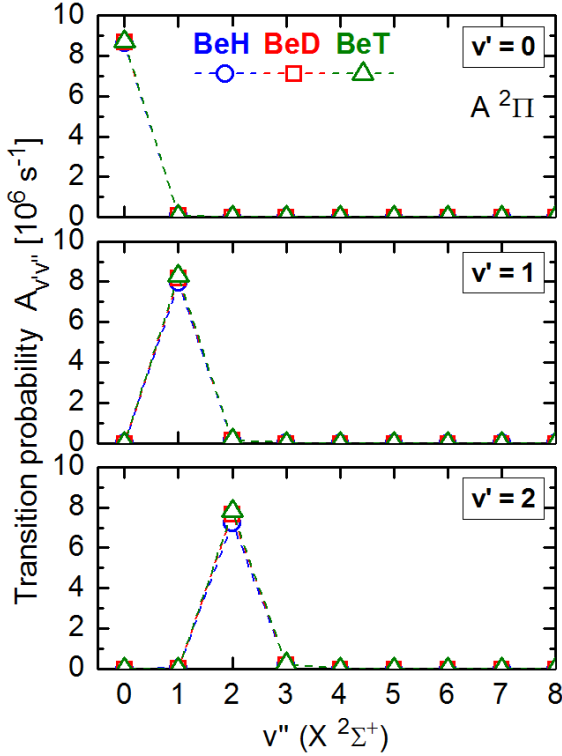 Transition probability A_{v'v''} [10⁶ s⁻¹]
10
8
6
4
2
0
BeH BeD BeT
v' = 0
A ²Π
10
8
6
4
2
0
v' = 1
10
8
6
4
2
0
v' = 2
0 1 2 3 4 5 6 7 8
v'' (X ²Σ⁺)